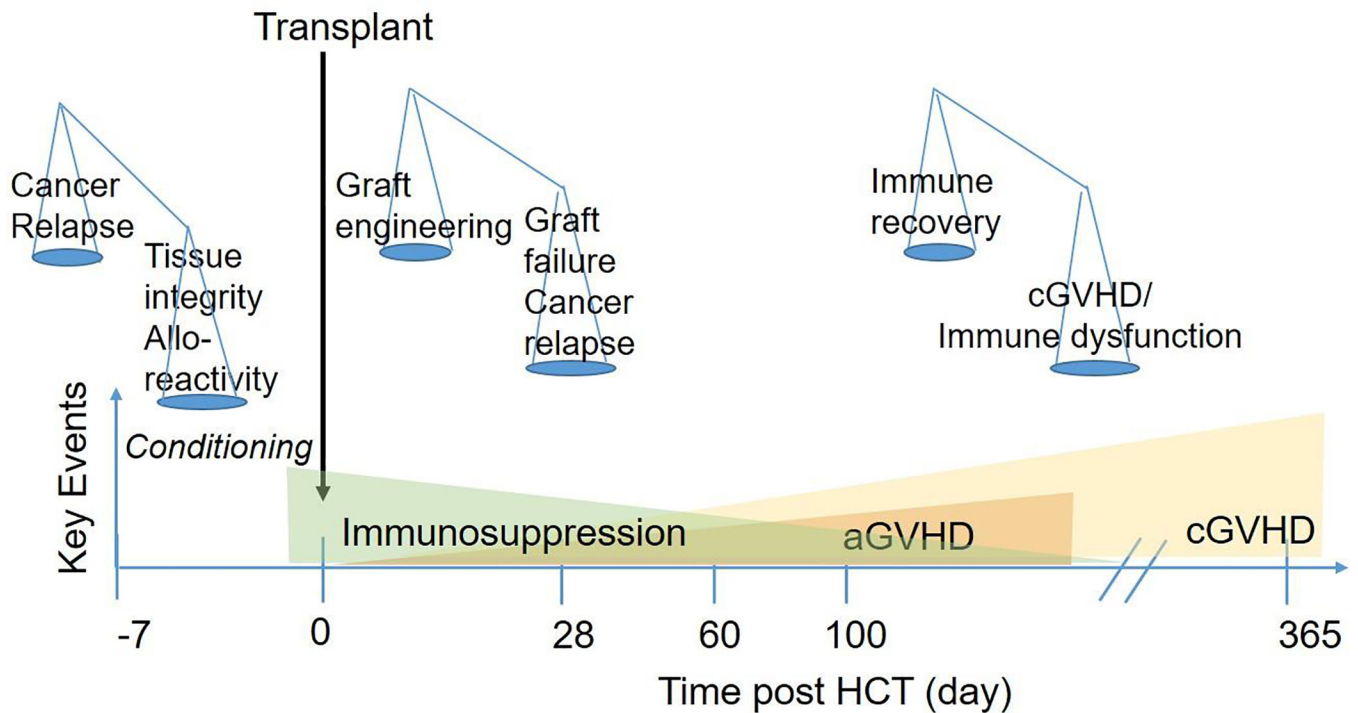 Transplant
Cancer
Relapse
Tissue
integrity
Allo-
reactivity
Graft
engineering
Graft
failure
Cancer
relapse
Immune
recovery
cGVHD/
Immune dysfunction
Key Events
Conditioning
Immunosuppression
aGVHD
cGVHD
-7
0
28
60
100
365
Time post HCT (day)